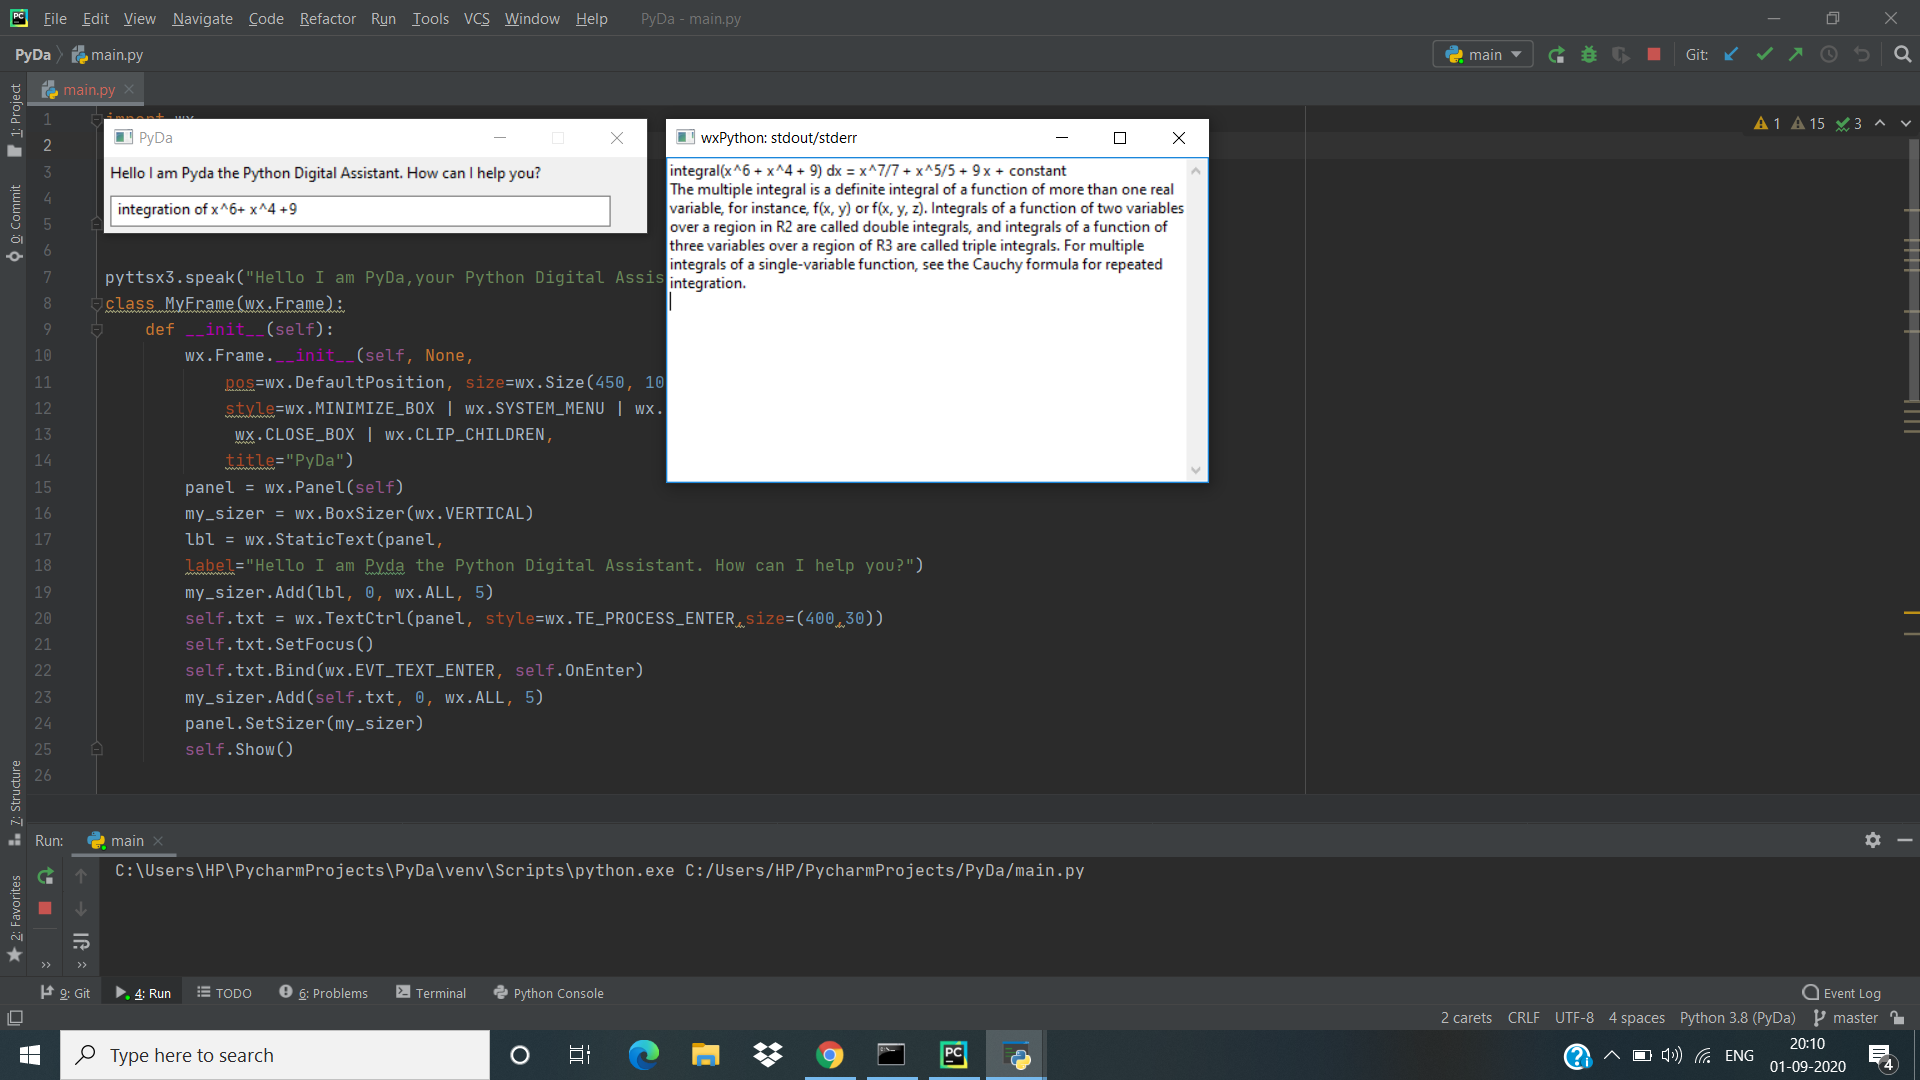 File Edit View Navigate Code Refactor Run Tools VCS Window Help PyDa - main.py
PyDa main.py main Git:
1: Project
0: Commit
7: Structure
2: Favorites
main.py
1 15 3
1
2
3
4
5
6
PyDa
Hello I am Pyda the Python Digital Assistant. How can I help you?
integration of x^6+ x^4 +9
wxPython: stdout/stderr
integral(x^6 + x^4 + 9) dx = x^7/7 + x^5/5 + 9 x + constant
The multiple integral is a definite integral of a function of more than one real
variable, for instance, f(x, y) or f(x, y, z). Integrals of a function of two variables
over a region in R2 are called double integrals, and integrals of a function of
three variables over a region of R3 are called triple integrals. For multiple
integrals of a single-variable function, see the Cauchy formula for repeated
integration.
7 pyttsx3.speak("Hello I am PyDa,your Python Digital Assis
8 class MyFrame(wx.Frame):
9 def __init__(self):
10 wx.Frame.__init__(self, None,
11 pos=wx.DefaultPosition, size=wx.Size(450, 10
12 style=wx.MINIMIZE_BOX | wx.SYSTEM_MENU | wx.
13 wx.CLOSE_BOX | wx.CLIP_CHILDREN,
14 title="PyDa")
15 panel = wx.Panel(self)
16 my_sizer = wx.BoxSizer(wx.VERTICAL)
17 lbl = wx.StaticText(panel,
18 label="Hello I am Pyda the Python Digital Assistant. How can I help you?")
19 my_sizer.Add(lbl, 0, wx.ALL, 5)
20 self.txt = wx.TextCtrl(panel, style=wx.TE_PROCESS_ENTER,size=(400,30))
21 self.txt.SetFocus()
22 self.txt.Bind(wx.EVT_TEXT_ENTER, self.OnEnter)
23 my_sizer.Add(self.txt, 0, wx.ALL, 5)
24 panel.SetSizer(my_sizer)
25 self.Show()
26
Run: main
C:\Users\HP\PycharmProjects\PyDa\venv\Scripts\python.exe C:/Users/HP/PycharmProjects/PyDa/main.py
9: Git 4: Run TODO 6: Problems Terminal Python Console Event Log
2 carets CRLF UTF-8 4 spaces Python 3.8 (PyDa) master
Type here to search
ENG
20:10
01-09-2020
4